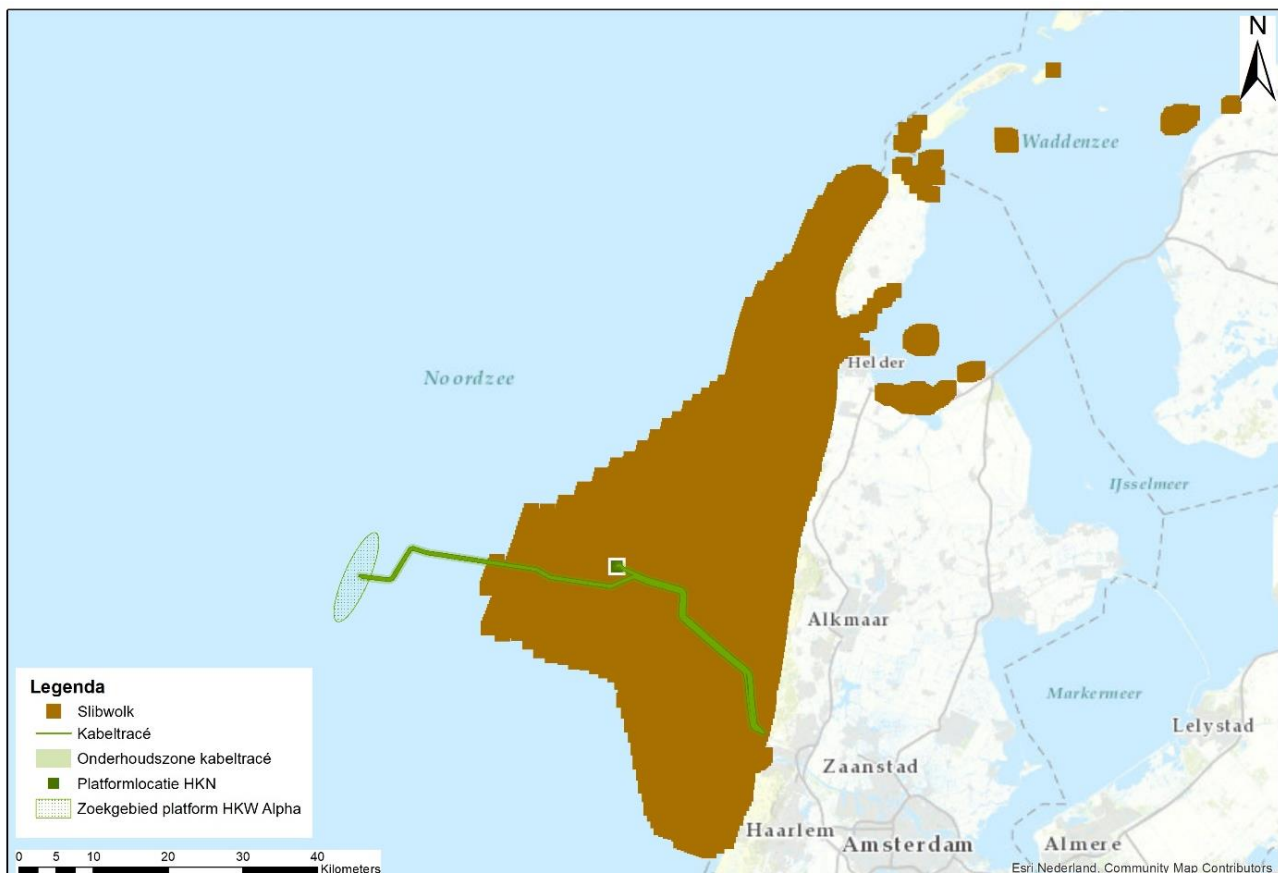 N
Waddenzee
Noordzee
Helder
IJsselmeer
Alkmaar
Markermeer
Lelystad
Zaanstad
Haarlem
Amsterdam
Almere
Legenda
Slibwolk
Kabeltracé
Onderhoudszone kabeltracé
Platformlocatie HKN
Zoekgebied platform HKW Alpha
0 5 10 20 30 40
Kilometers
Esri Nederland, Community Map Contributors